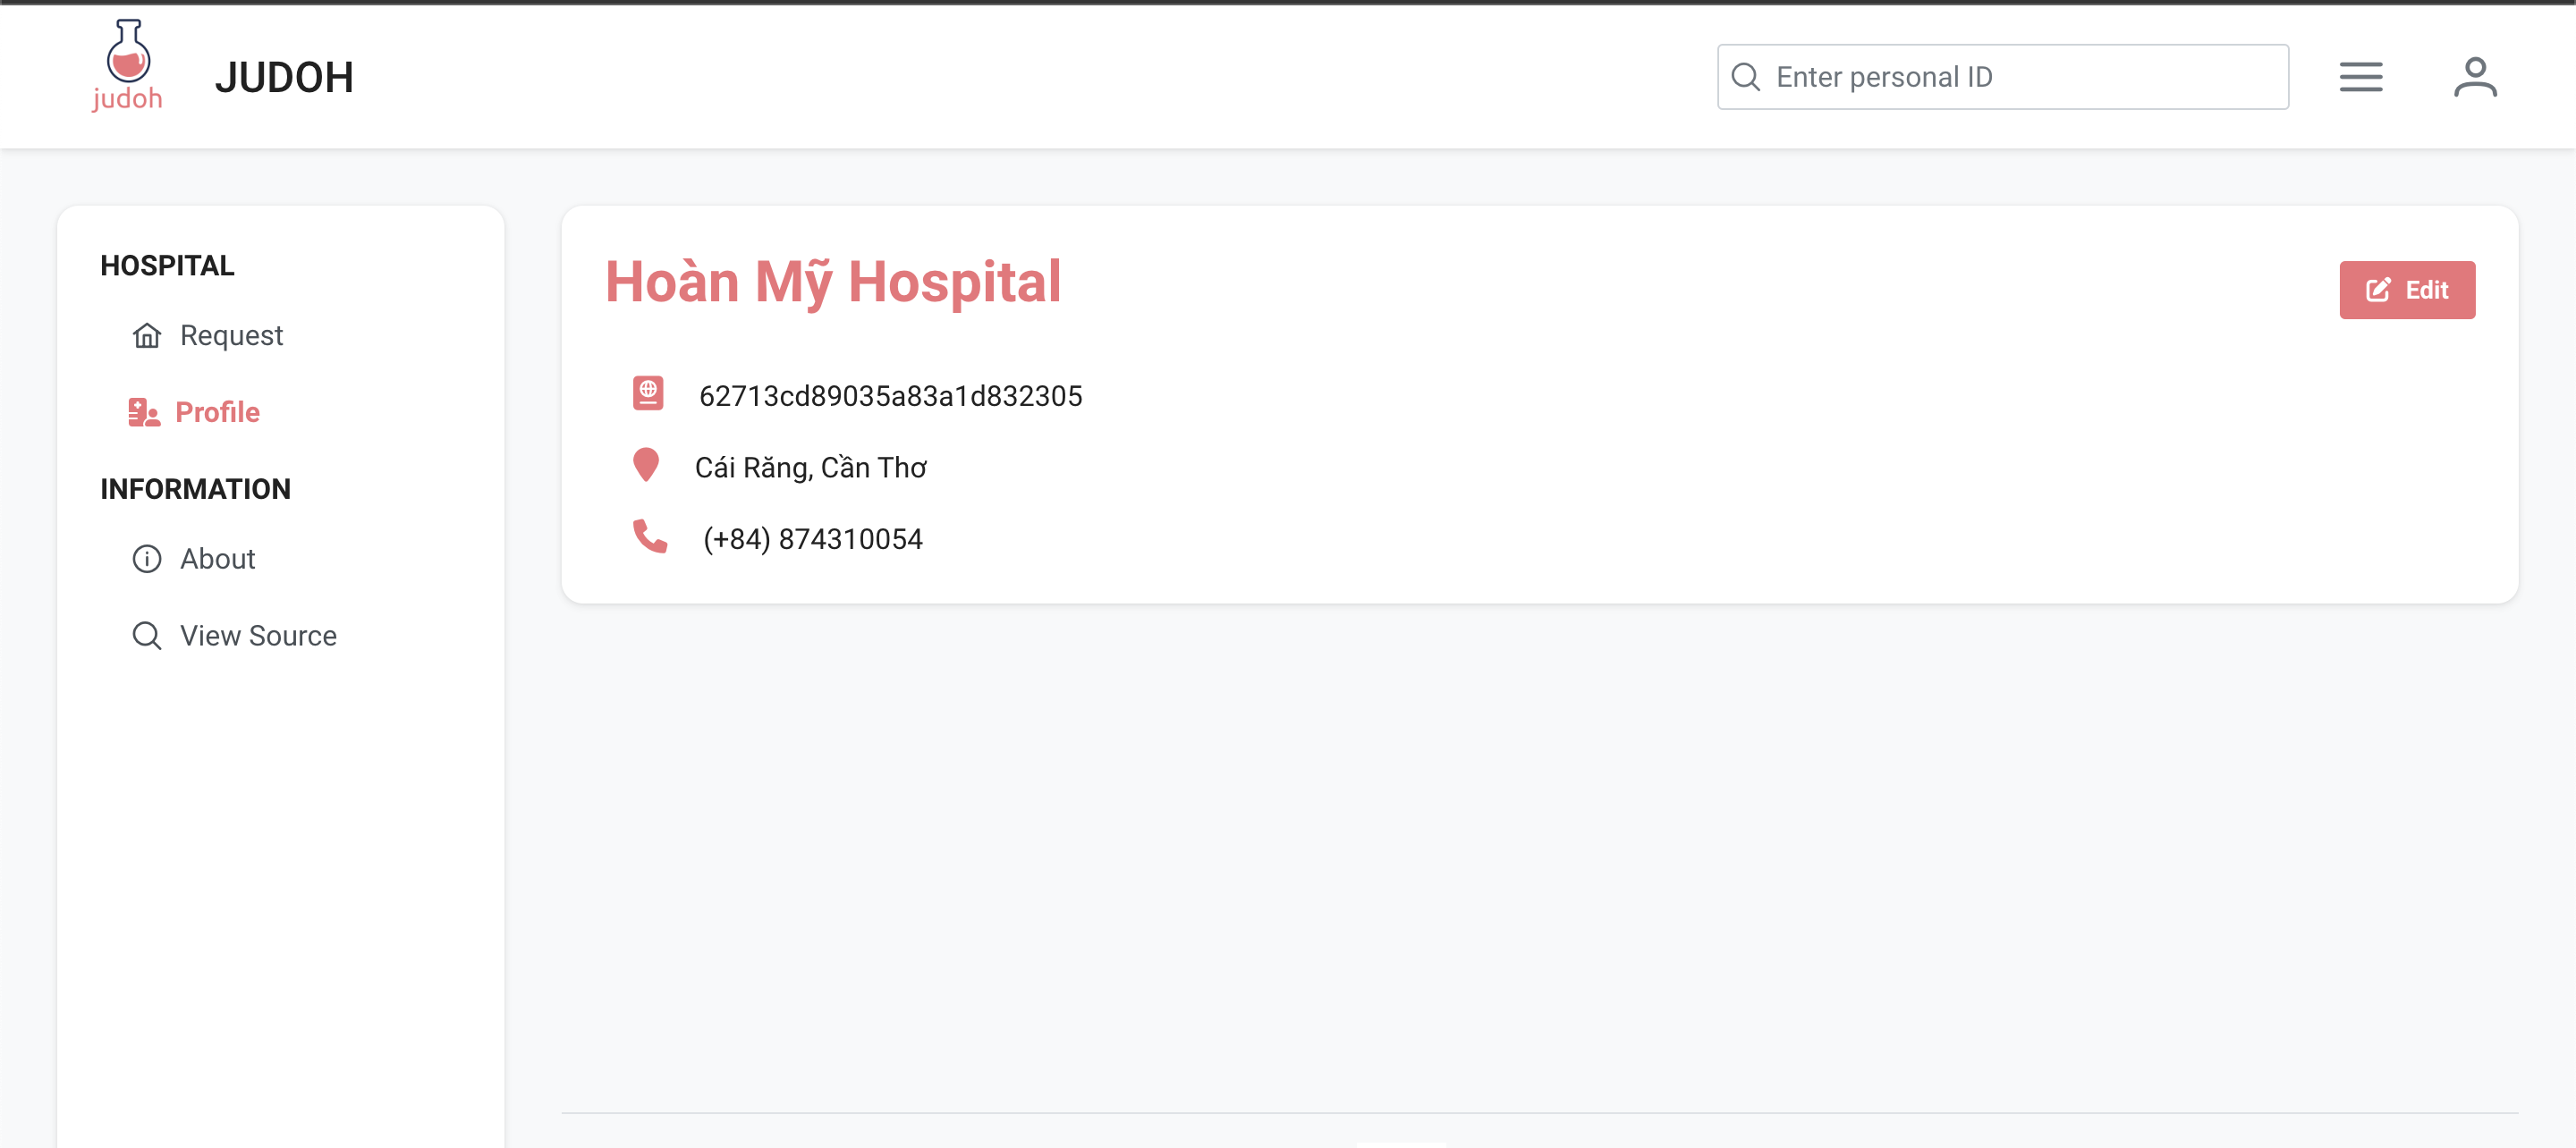 judoh
JUDOH
Enter personal ID
HOSPITAL
Request
Profile
INFORMATION
About
View Source
Hoàn Mỹ Hospital
Edit
62713cd89035a83a1d832305
Cái Răng, Cần Thơ
(+84) 874310054